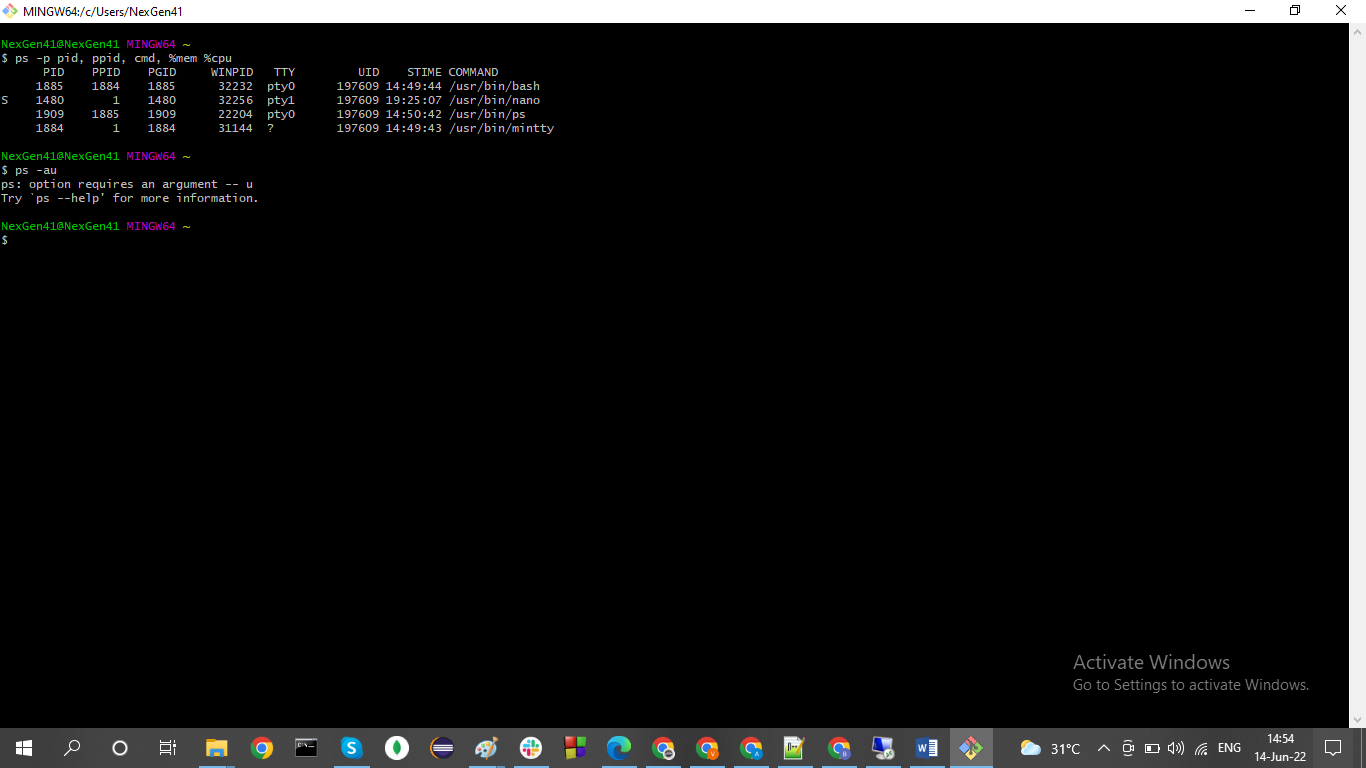 MINGW64:/c/Users/NexGen41
NexGen41@NexGen41 MINGW64 ~
$ ps -p pid, ppid, cmd, %mem %cpu
      PID    PPID    PGID     WINPID   TTY         UID    STIME COMMAND
     1885    1884    1885      32232  pty0      197609 14:49:44 /usr/bin/bash
S    1480       1    1480      32256  pty1      197609 19:25:07 /usr/bin/nano
     1909    1885    1909      22204  pty0      197609 14:50:42 /usr/bin/ps
     1884       1    1884      31144  ?         197609 14:49:43 /usr/bin/mintty
NexGen41@NexGen41 MINGW64 ~
$ ps -au
ps: option requires an argument -- u
Try `ps --help' for more information.
NexGen41@NexGen41 MINGW64 ~
$
Activate Windows
Go to Settings to activate Windows.
31°C
ENG
14:54
14-Jun-22